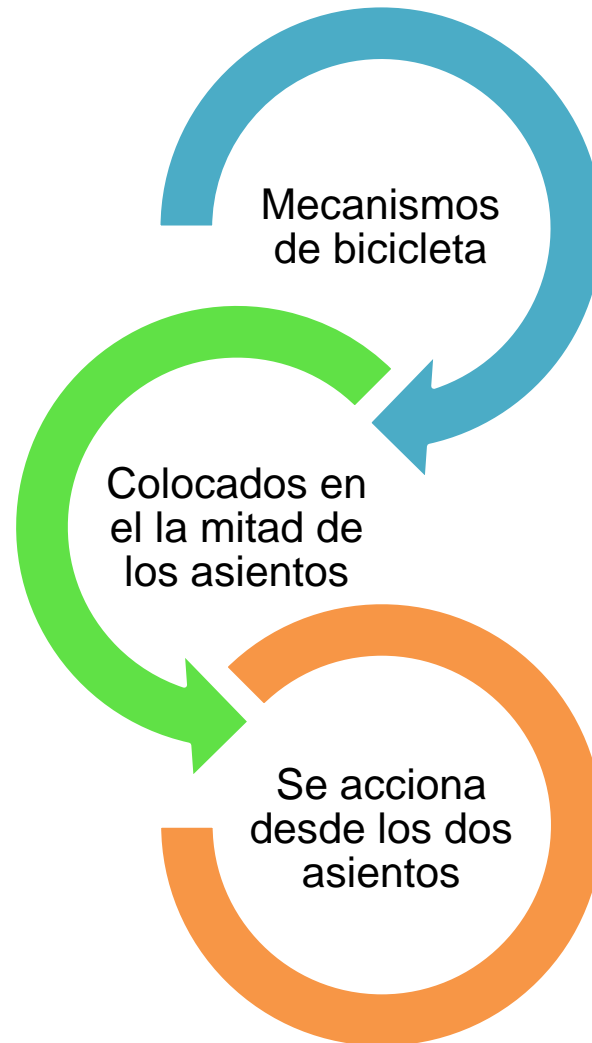 Mecanismos
de bicicleta
Colocados en
el la mitad de
los asientos
Se acciona
desde los dos
asientos